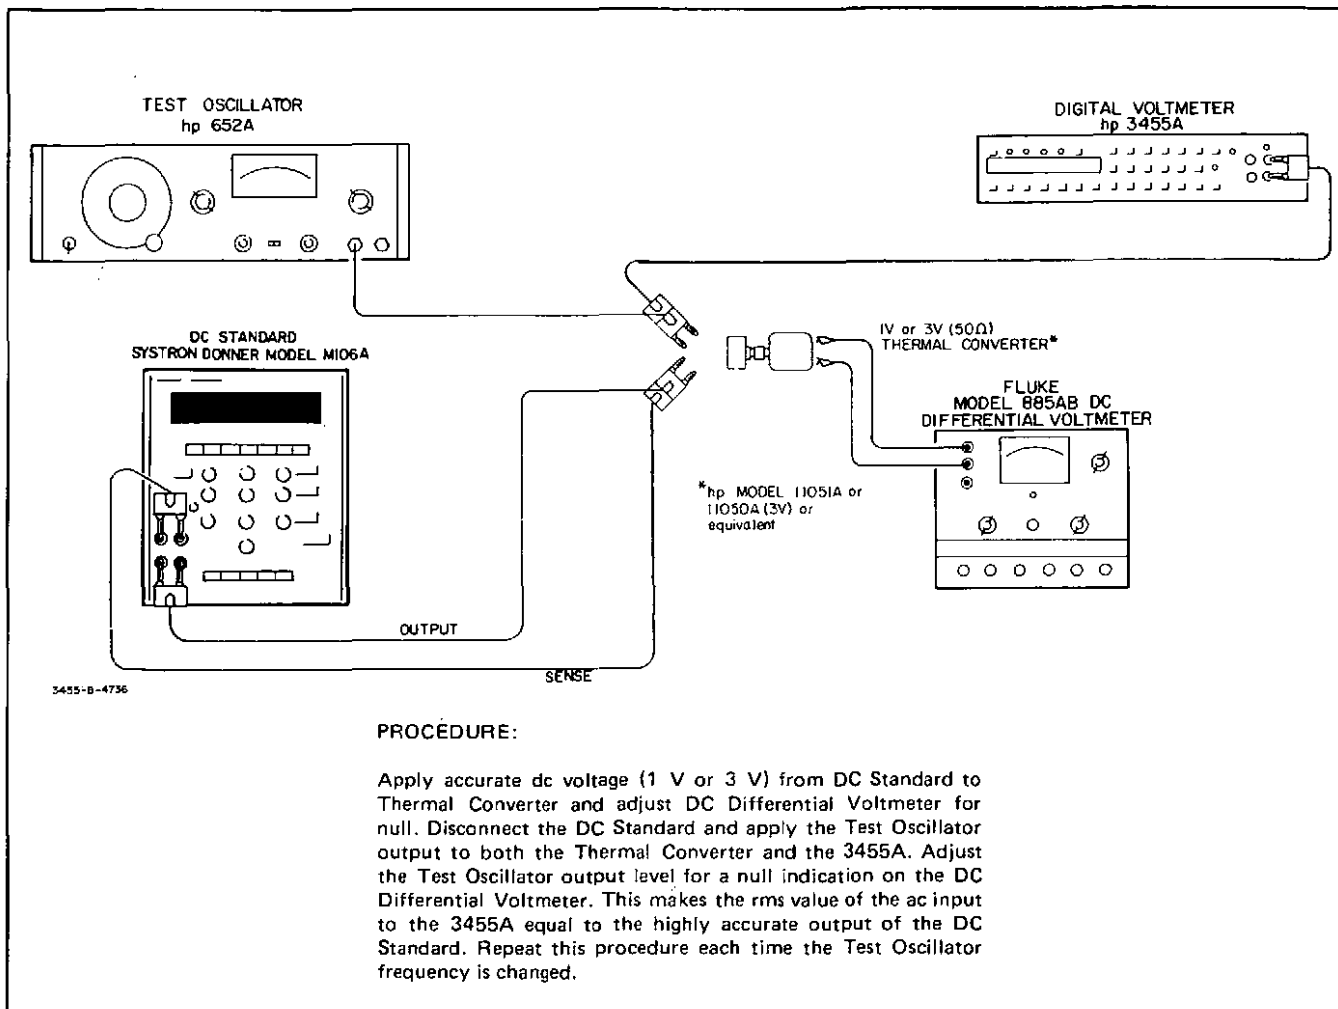 TEST OSCILLATOR
hp 652A
DIGITAL VOLTMETER
hp 3455A
DC STANDARD
SYSTRON DONNER MODEL M106A
1V or 3V (50Ω)
THERMAL CONVERTER*
FLUKE
MODEL 885AB DC
DIFFERENTIAL VOLTMETER
*hp MODEL 11051A or
11050A (3V) or
equivalent
OUTPUT
SENSE
3455-B-4736
PROCEDURE:
Apply accurate dc voltage (1 V or 3 V) from DC Standard to
Thermal Converter and adjust DC Differential Voltmeter for
null. Disconnect the DC Standard and apply the Test Oscillator
output to both the Thermal Converter and the 3455A. Adjust
the Test Oscillator output level for a null indication on the DC
Differential Voltmeter. This makes the rms value of the ac input
to the 3455A equal to the highly accurate output of the DC
Standard. Repeat this procedure each time the Test Oscillator
frequency is changed.